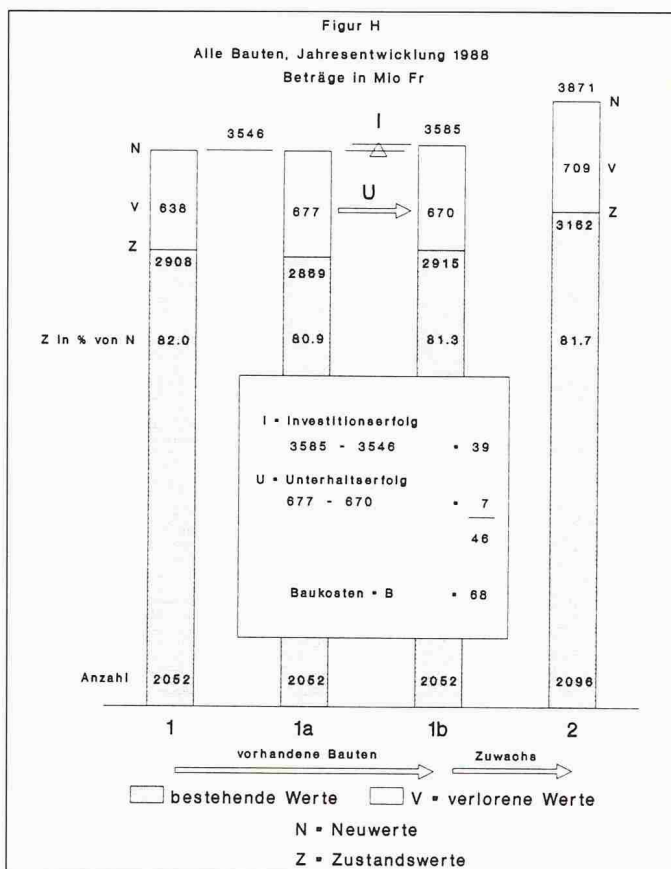 Figur H
Alle Bauten, Jahresentwicklung 1988
Beträge in Mio Fr
3871
N
3546
I
3585
N
V
638
677
U
670
709
V
Z
3162
Z
2908
2869
2915
Z in % von N
82.0
80.9
81.3
81.7
I = Investitionserfolg
3585 - 3546 = 39
U = Unterhaltserfolg
677 - 670 = 7
46
Baukosten = B = 68
Anzahl
2052
2052
2052
2096
1
1a
1b
2
vorhandene Bauten
Zuwachs
bestehende Werte
V = verlorene Werte
N = Neuwerte
Z = Zustandswerte